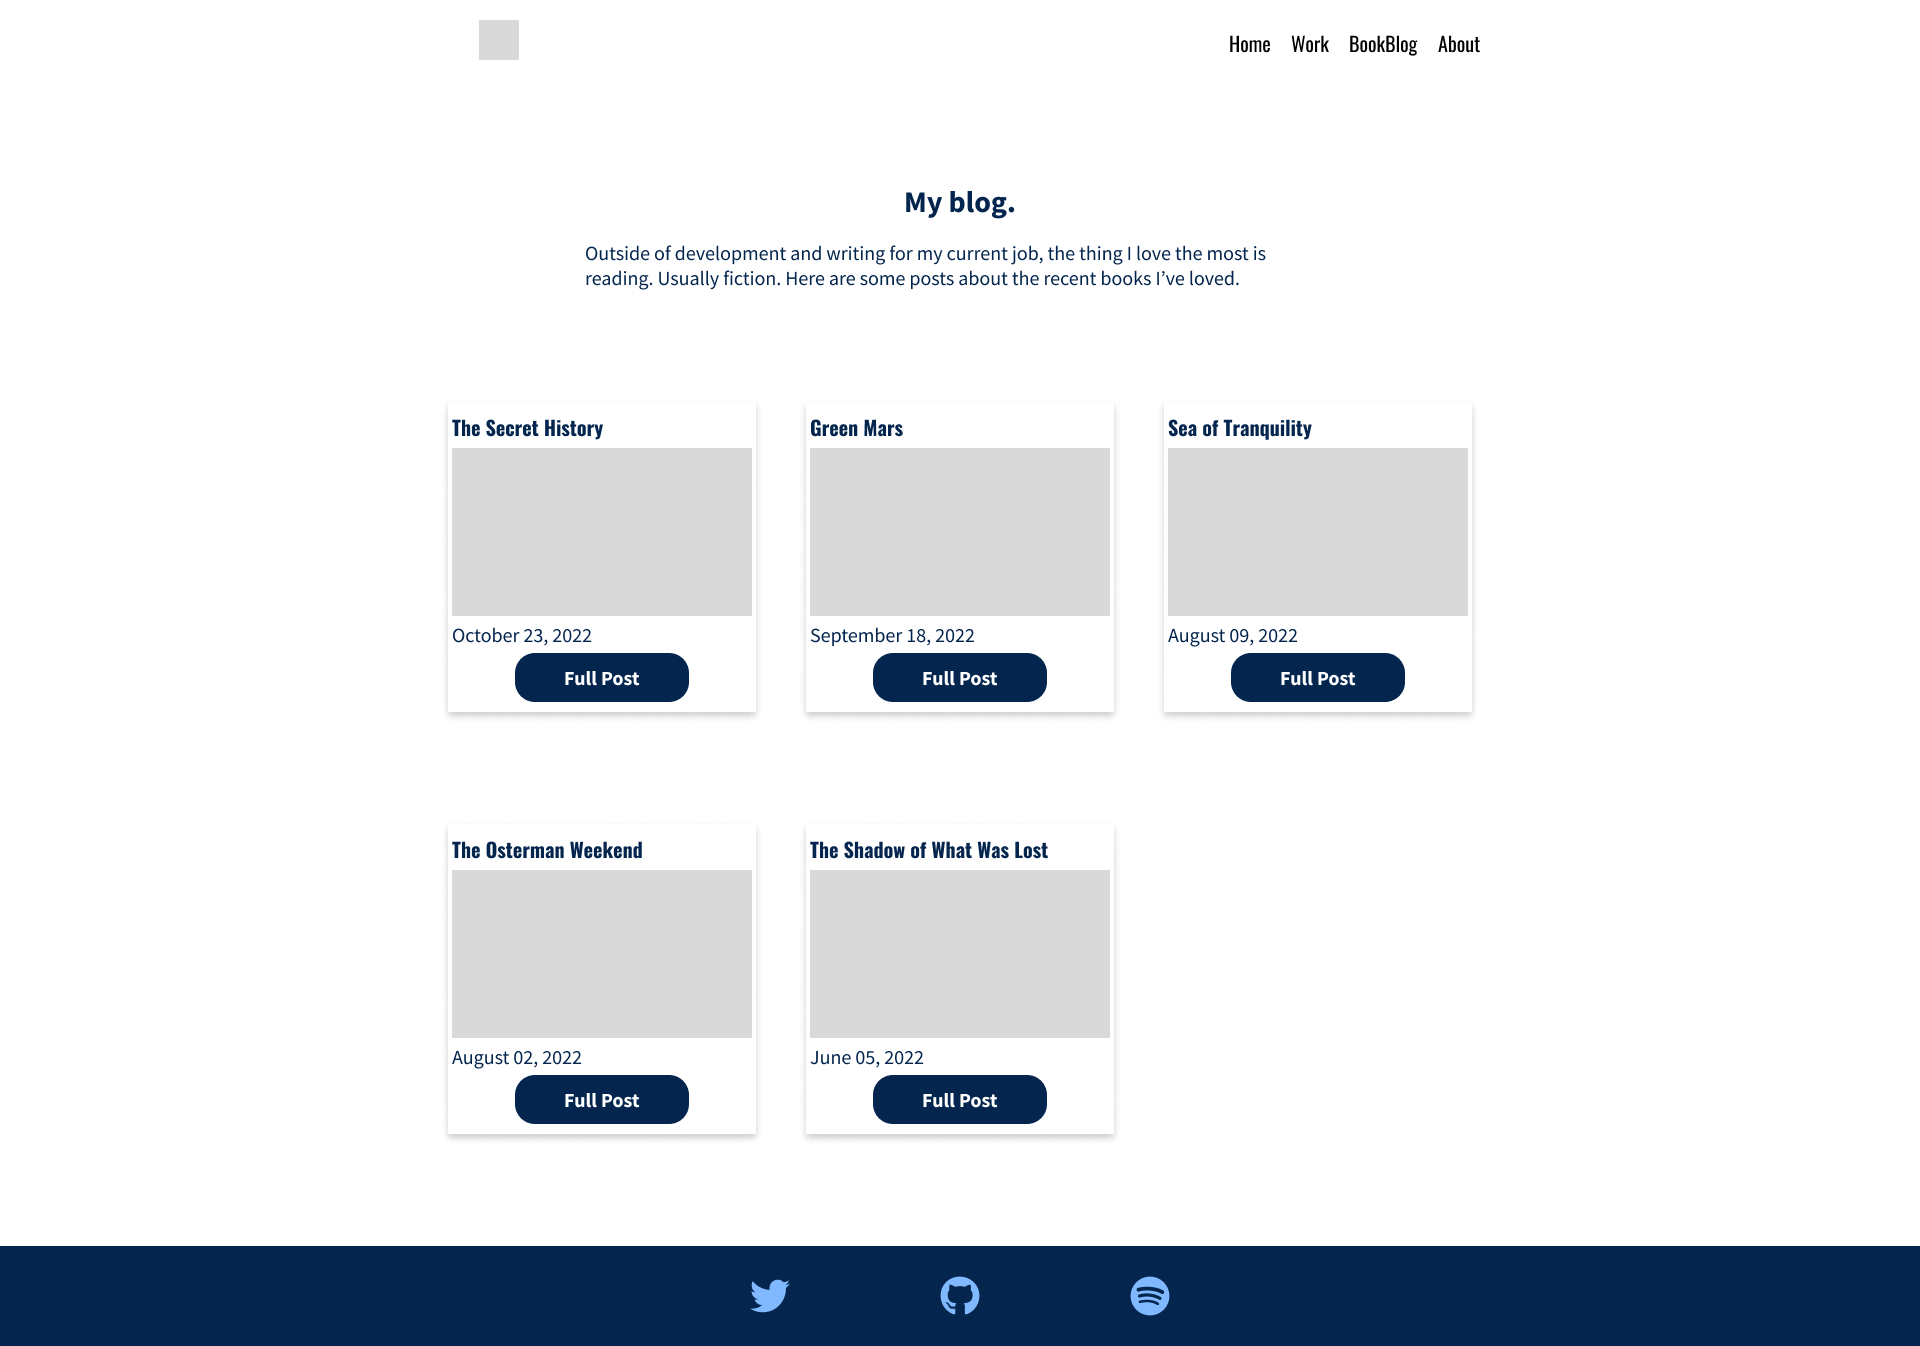 Home Work BookBlog About
My blog.
Outside of development and writing for my current job, the thing I love the most is
reading. Usually fiction. Here are some posts about the recent books I’ve loved.
The Secret History
October 23, 2022
Full Post
Green Mars
September 18, 2022
Full Post
Sea of Tranquility
August 09, 2022
Full Post
The Osterman Weekend
August 02, 2022
Full Post
The Shadow of What Was Lost
June 05, 2022
Full Post